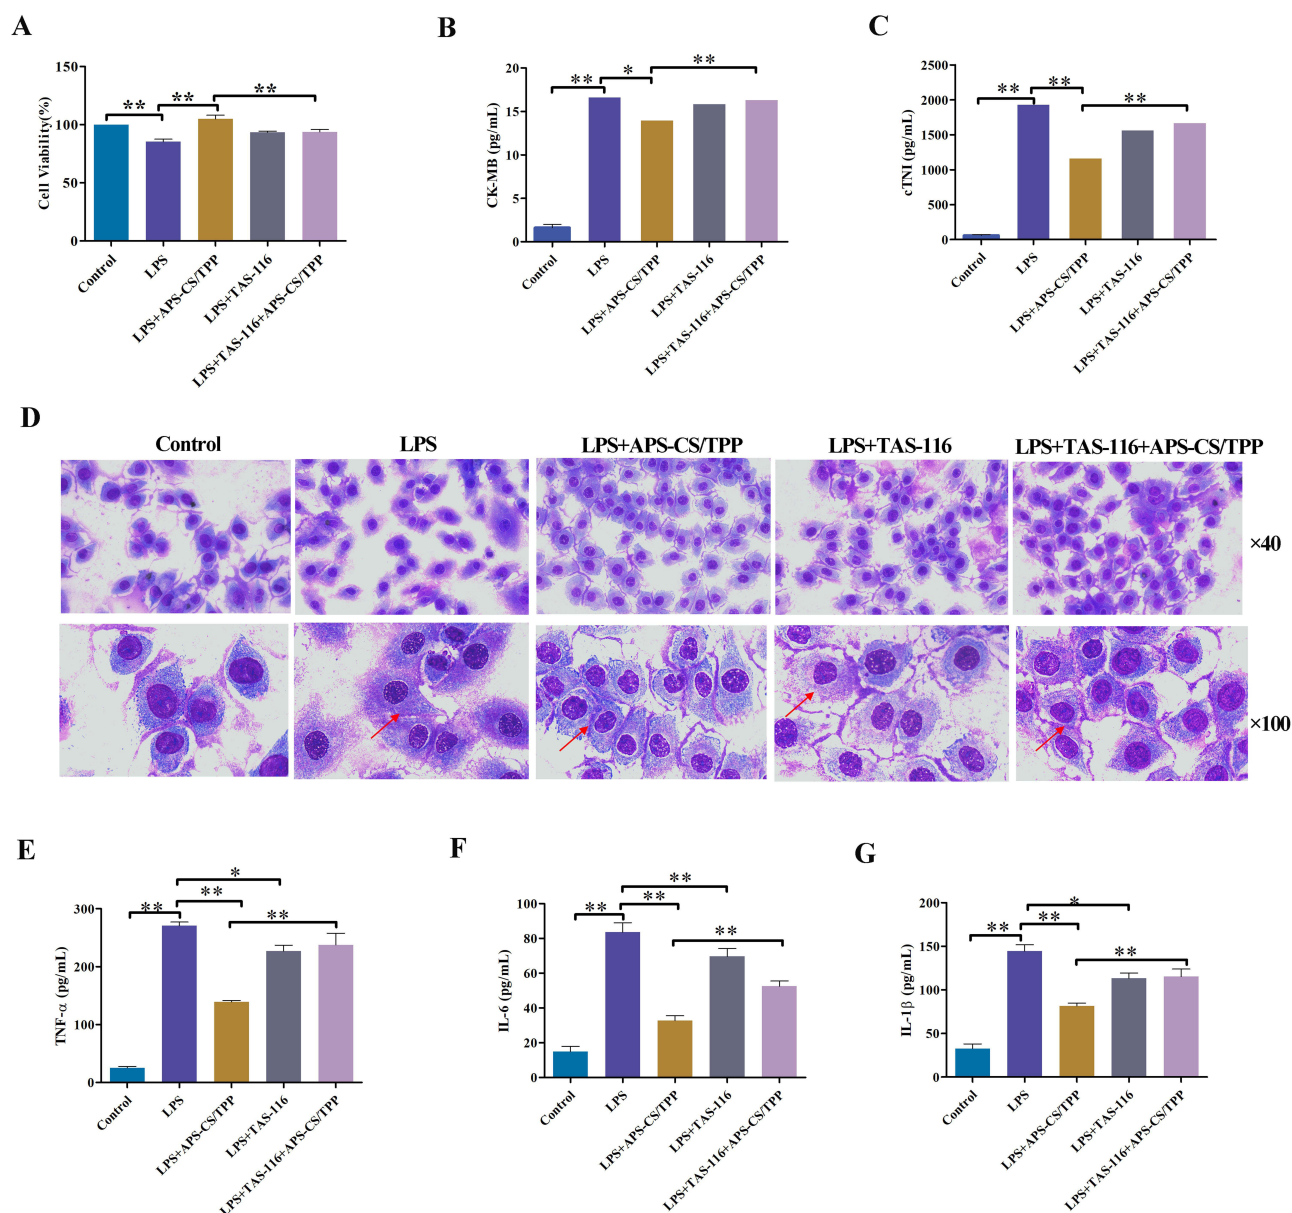 A
150
100
50
0
Cell Viability(%)
** ** **
Control
LPS
LPS+APS-CS/TPP
LPS+TAS-116
LPS+TAS-116+APS-CS/TPP
B
20
15
10
5
0
CK-MB (pg/mL)
** * **
Control
LPS
LPS+APS-CS/TPP
LPS+TAS-116
LPS+TAS-116+APS-CS/TPP
C
2500
2000
1500
1000
500
0
cTNI (pg/mL)
** ** **
Control
LPS
LPS+APS-CS/TPP
LPS+TAS-116
LPS+TAS-116+APS-CS/TPP
D
Control LPS LPS+APS-CS/TPP LPS+TAS-116 LPS+TAS-116+APS-CS/TPP
×40
×100
E
300
200
100
0
TNF-α (pg/mL)
*
**
** **
Control
LPS
LPS+APS-CS/TPP
LPS+TAS-116
LPS+TAS-116+APS-CS/TPP
F
100
80
60
40
20
0
IL-6 (pg/mL)
**
**
**
**
Control
LPS
LPS+APS-CS/TPP
LPS+TAS-116
LPS+TAS-116+APS-CS/TPP
G
200
150
100
50
0
IL-1β (pg/mL)
*
**
**
**
Control
LPS
LPS+APS-CS/TPP
LPS+TAS-116
LPS+TAS-116+APS-CS/TPP